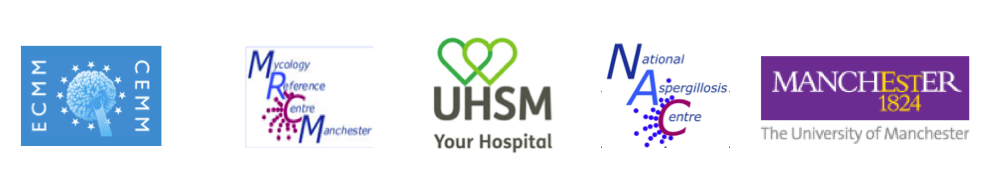 ECMM
CEMM
Mycology
Reference
Centre
Manchester
UHSM
Your Hospital
National
Aspergillosis
Centre
MANCHESTER
1824
The University of Manchester